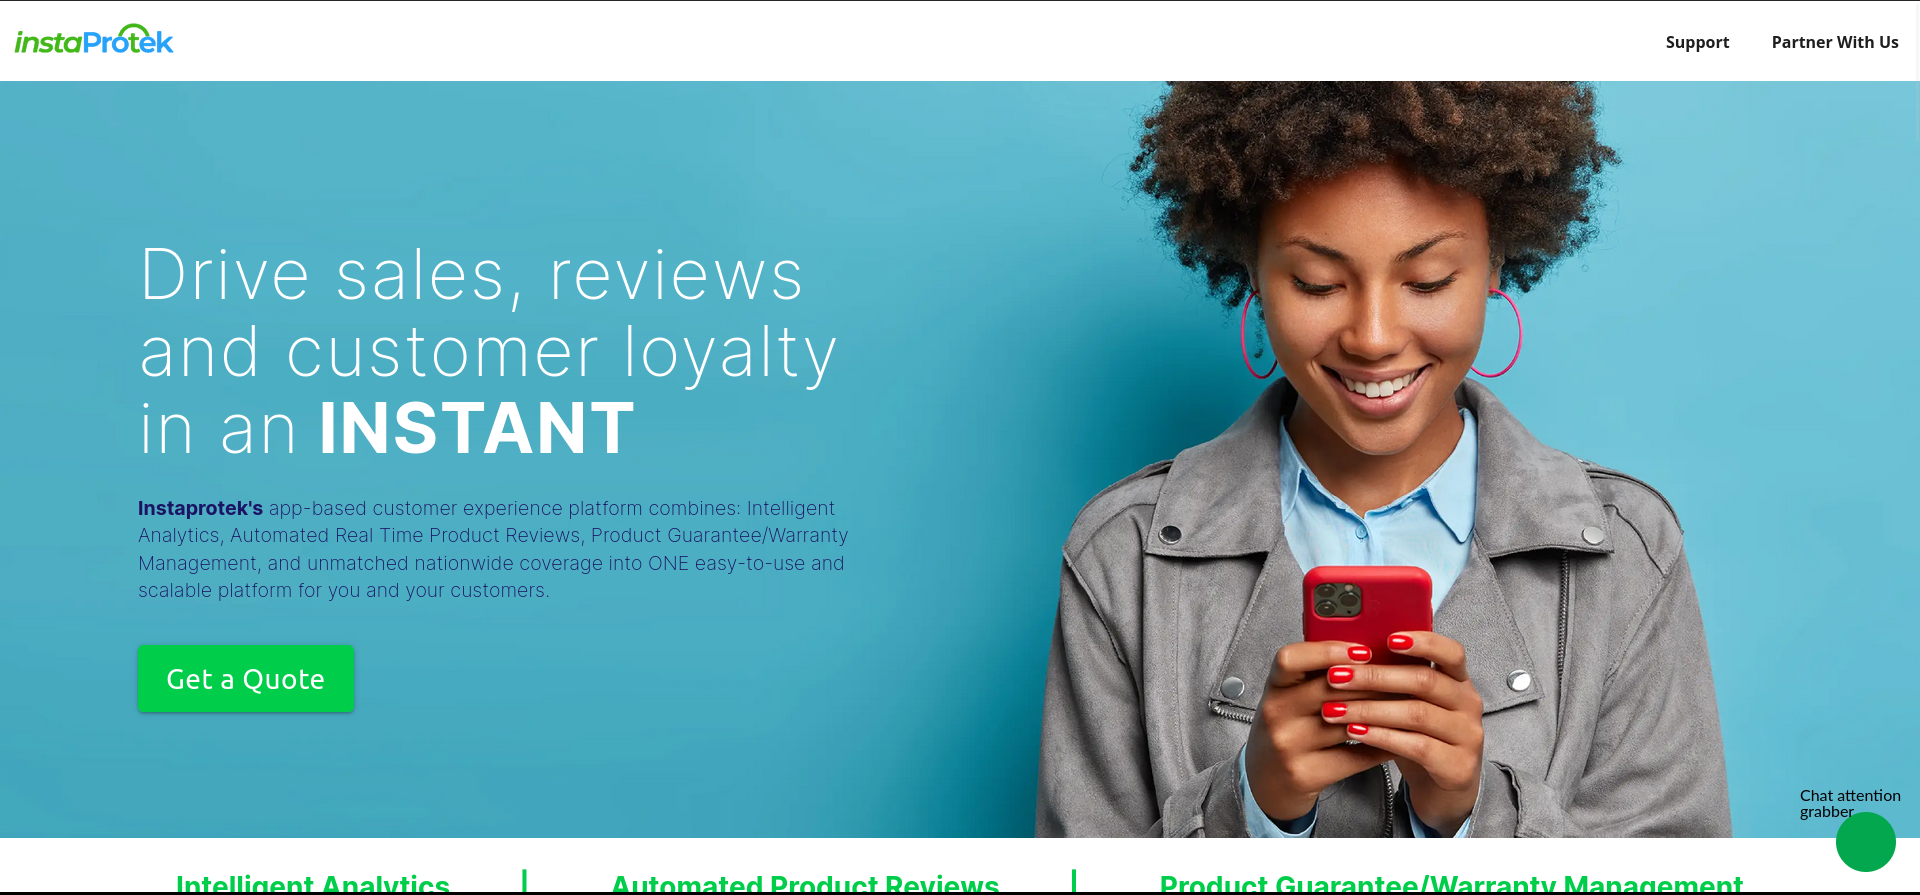 instaProtek
Support
Partner With Us
Drive sales, reviews
and customer loyalty
in an INSTANT
Instaprotek's app-based customer experience platform combines: Intelligent
Analytics, Automated Real Time Product Reviews, Product Guarantee/Warranty
Management, and unmatched nationwide coverage into ONE easy-to-use and
scalable platform for you and your customers.
Get a Quote
Chat attention
grabber
Intelligent Analytics
Automated Product Reviews
Product Guarantee/Warranty Management